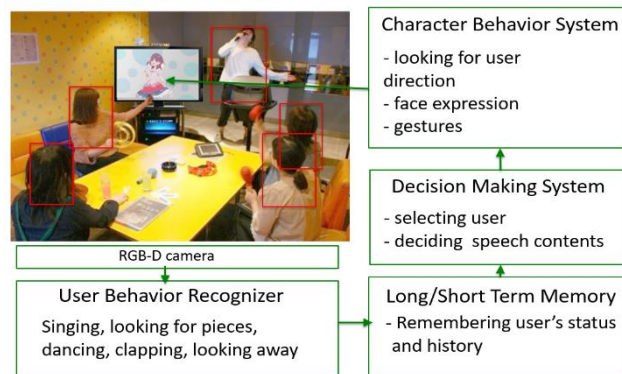 Character Behavior System
- looking for user
direction
- face expression
- gestures
Decision Making System
- selecting user
- deciding speech contents
RGB-D camera
User Behavior Recognizer
Singing, looking for pieces,
dancing, clapping, looking away
Long/Short Term Memory
- Remembering user's status
and history